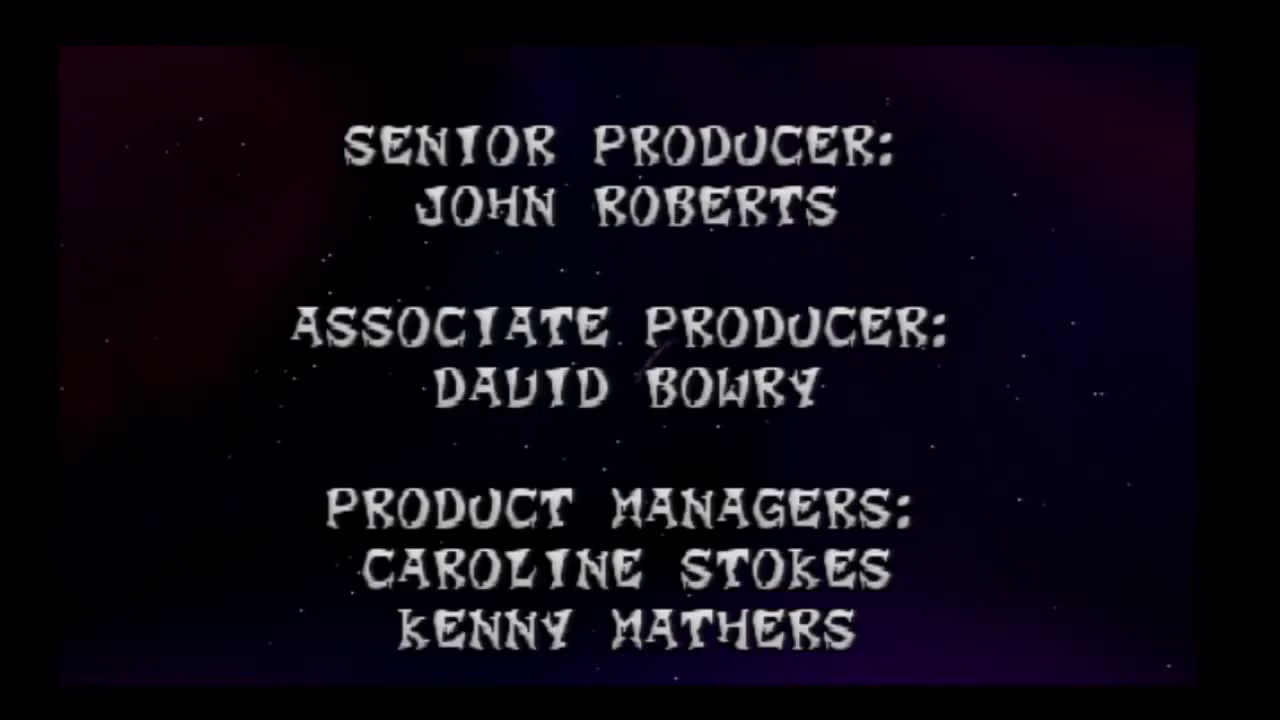 SENIOR PRODUCER:
JOHN ROBERTS
ASSOCIATE PRODUCER:
DAVID BOWRY
PRODUCT MANAGERS:
CAROLINE STOKES
KENNY MATHERS